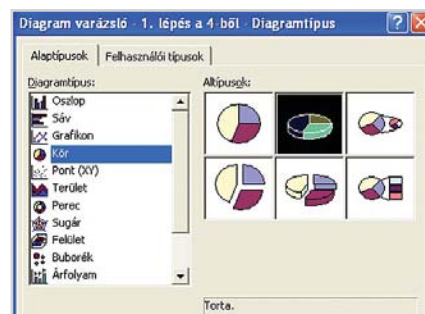 Diagram varázsló - 1. lépés a 4-ből - Diagramtípus
Alaptípusok
Felhasználói típusok
Diagramtípus:
Oszlop
Sáv
Grafikon
Kör
Pont (XY)
Terület
Perec
Sugár
Felület
Buborék
Árfolyam
Altípusok:
Torta.